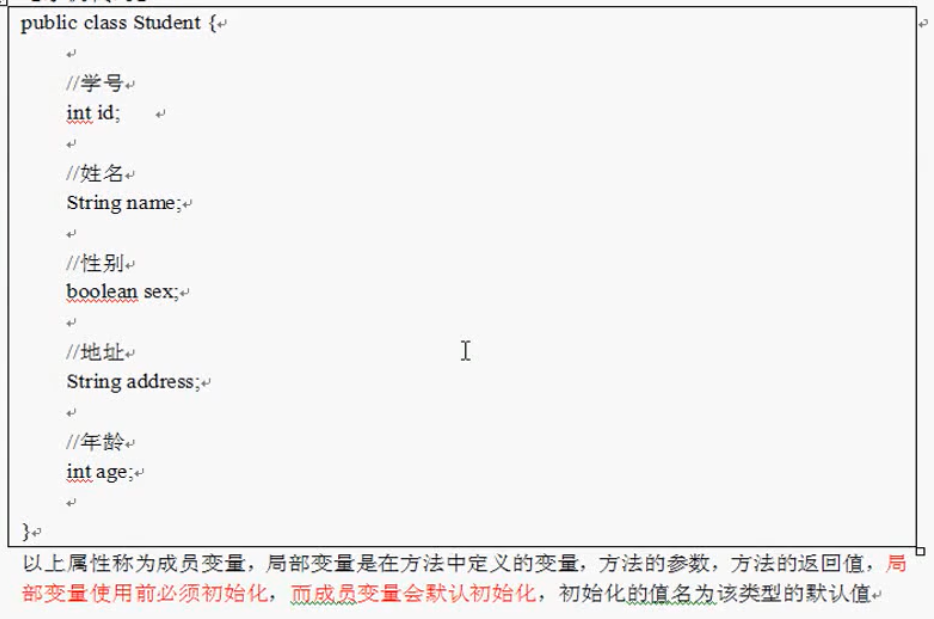 public class Student {
//学号
int id;
//姓名
String name;
//性别
boolean sex;
//地址
String address;
//年龄
int age;
}
以上属性称为成员变量，局部变量是在方法中定义的变量，方法的参数，方法的返回值，局
部变量使用前必须初始化，而成员变量会默认初始化，初始化的值名为该类型的默认值